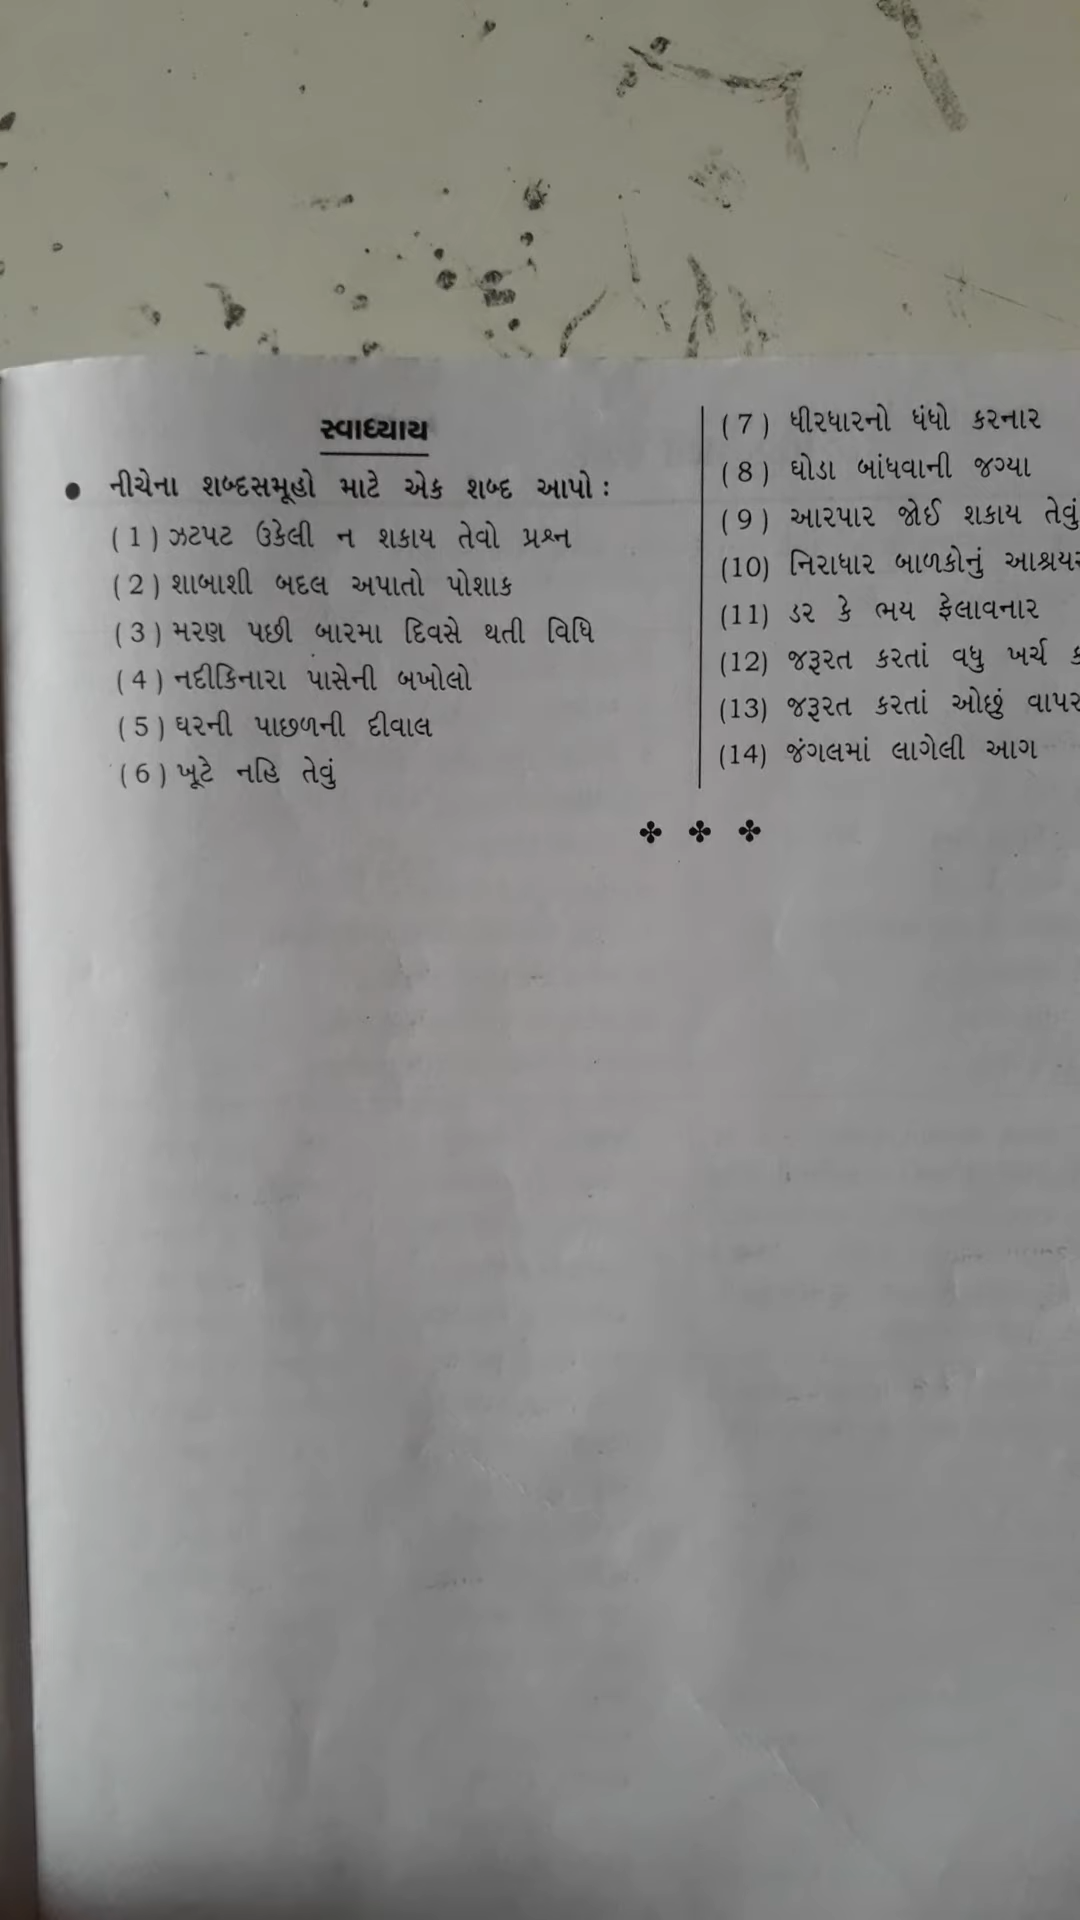 સ્વાધ્યાય
● નીચેના શબ્દસમૂહો માટે એક શબ્દ આપો :
(1) ઝટપટ ઉકેલી ન શકાય તેવો પ્રશ્ન
(2) શાબાશી બદલ અપાતો પોશાક
(3) મરણ પછી બારમા દિવસે થતી વિધિ
(4) નદીકિનારા પાસેની બખોલો
(5) ઘરની પાછળની દીવાલ
(6) ખૂટે નહિ તેવું
(7) ધીરધારનો ધંધો કરનાર
(8) ઘોડા બાંધવાની જગ્યા
(9) આરપાર જોઈ શકાય તેવું
(10) નિરાધાર બાળકોનું
(11) ડર કે ભય ફેલાવનાર
(12) જરૂરત કરતાં વધુ ખર્ચ
(13) જરૂરત કરતાં ઓછું
(14) જંગલમાં લાગેલી આગ